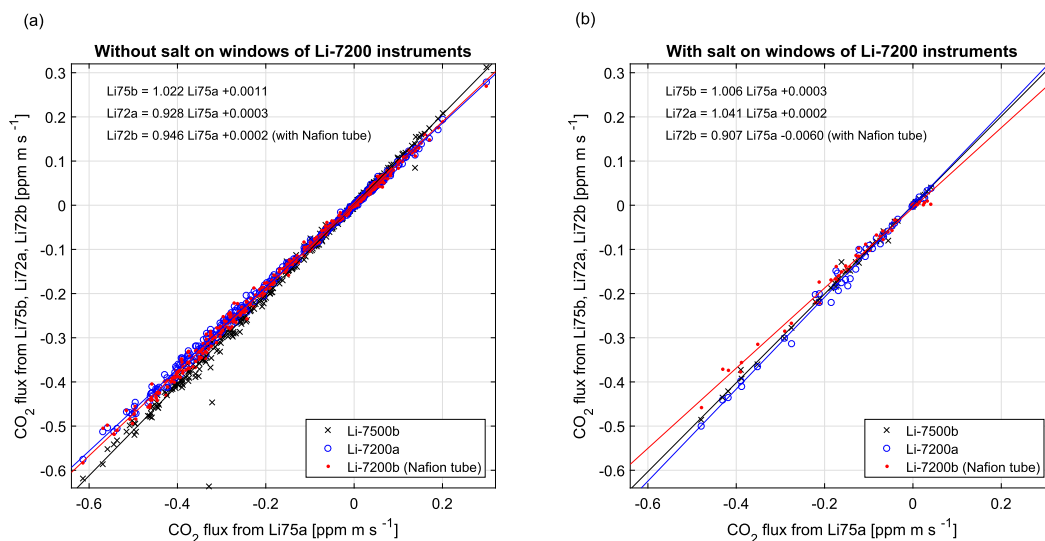 (a)
Without salt on windows of Li-7200 instruments
Li75b = 1.022 Li75a +0.0011
Li72a = 0.928 Li75a +0.0003
Li72b = 0.946 Li75a +0.0002 (with Nafion tube)
CO2 flux from Li75b, Li72a, Li72b [ppm m s -1]
0.3
0.2
0.1
0
-0.1
-0.2
-0.3
-0.4
-0.5
-0.6
Li-7500b
Li-7200a
Li-7200b (Nafion tube)
-0.6 -0.4 -0.2 0 0.2
CO2 flux from Li75a [ppm m s -1]
(b)
With salt on windows of Li-7200 instruments
Li75b = 1.006 Li75a +0.0003
Li72a = 1.041 Li75a +0.0002
Li72b = 0.907 Li75a -0.0060 (with Nafion tube)
CO2 flux from Li75b, Li72a, Li72b [ppm m s -1]
0.3
0.2
0.1
0
-0.1
-0.2
-0.3
-0.4
-0.5
-0.6
Li-7500b
Li-7200a
Li-7200b (Nafion tube)
-0.6 -0.4 -0.2 0 0.2
CO2 flux from Li75a [ppm m s -1]